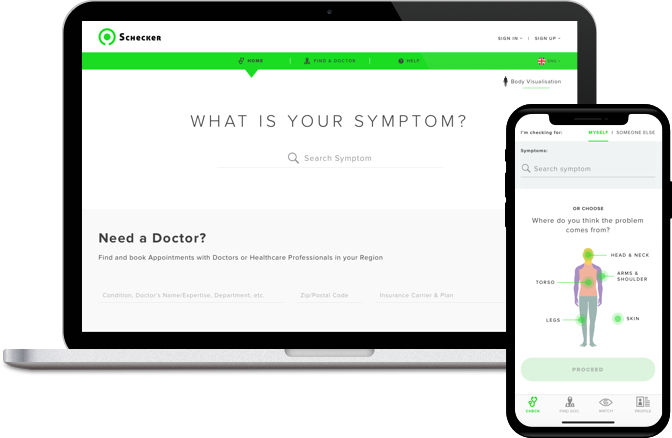 SCHECKER
SIGN IN | SIGN UP
HOME | FIND A DOCTOR | HELP
ENG
Body Visualisation
WHAT IS YOUR SYMPTOM?
Search Symptom
Need a Doctor?
Find and book Appointments with Doctors or Healthcare Professionals in your Region
Condition, Doctor's Name/Expertise, Department, etc.
Zip/Postal Code
Insurance Carrier & Plan
I'm checking for:
MYSELF | SOMEONE ELSE
Symptoms:
Search symptom
OR CHOOSE
Where do you think the problem
comes from?
HEAD & NECK
ARMS &
SHOULDER
TORSO
LEGS
SKIN
PROCEED
CHECK
FIND DOC
WATCH
PROFILE